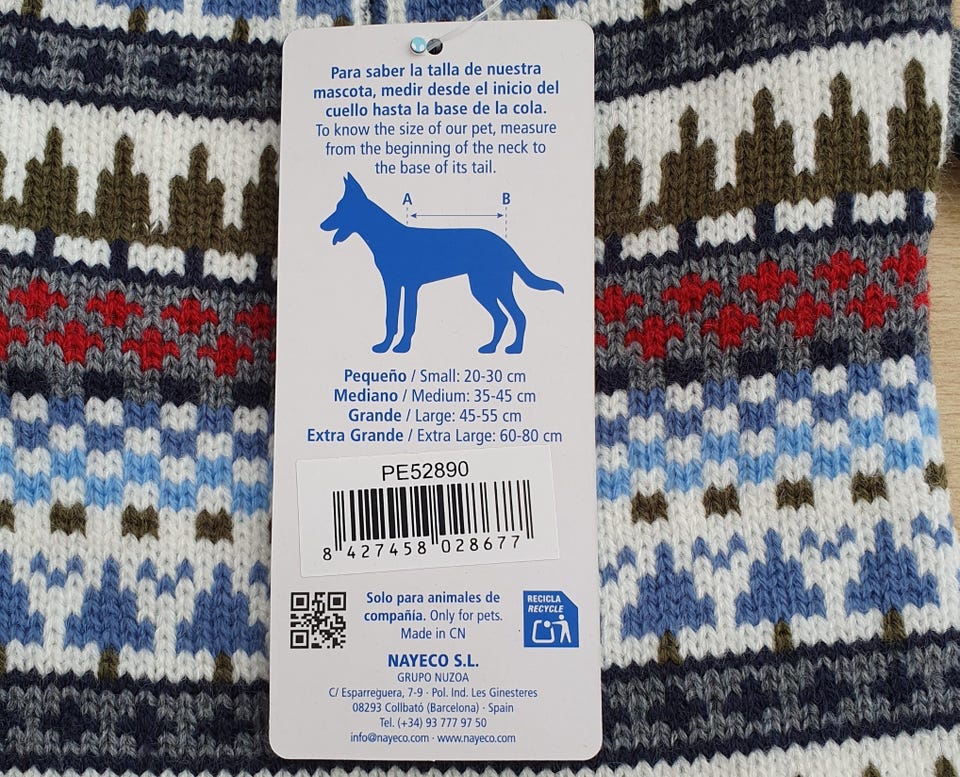 Para saber la talla de nuestra
mascota, medir desde el inicio del
cuello hasta la base de la cola.
To know the size of our pet, measure
from the beginning of the neck to
the base of its tail.
A B
Pequeño / Small: 20-30 cm
Mediano / Medium: 35-45 cm
Grande / Large: 45-55 cm
Extra Grande / Extra Large: 60-80 cm
PE52890
8 427458 028677
Solo para animales de
compañía. Only for pets.
Made in CN
RECICLA
RECYCLE
NAYECO S.L.
GRUPO NUZOA
C/ Esparreguera, 7-9 · Pol. Ind. Les Ginesteres
08293 Collbató (Barcelona) · Spain
Tel. (+34) 93 777 97 50
info@nayeco.com · www.nayeco.com